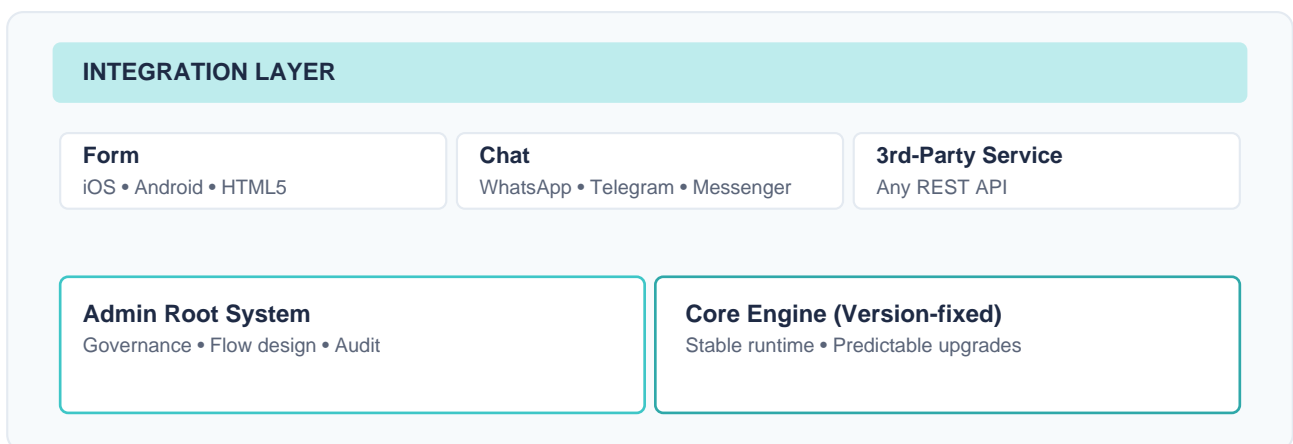 INTEGRATION LAYER
Form
iOS • Android • HTML5
Chat
WhatsApp • Telegram • Messenger
3rd-Party Service
Any REST API
Admin Root System
Governance • Flow design • Audit
Core Engine (Version-fixed)
Stable runtime • Predictable upgrades